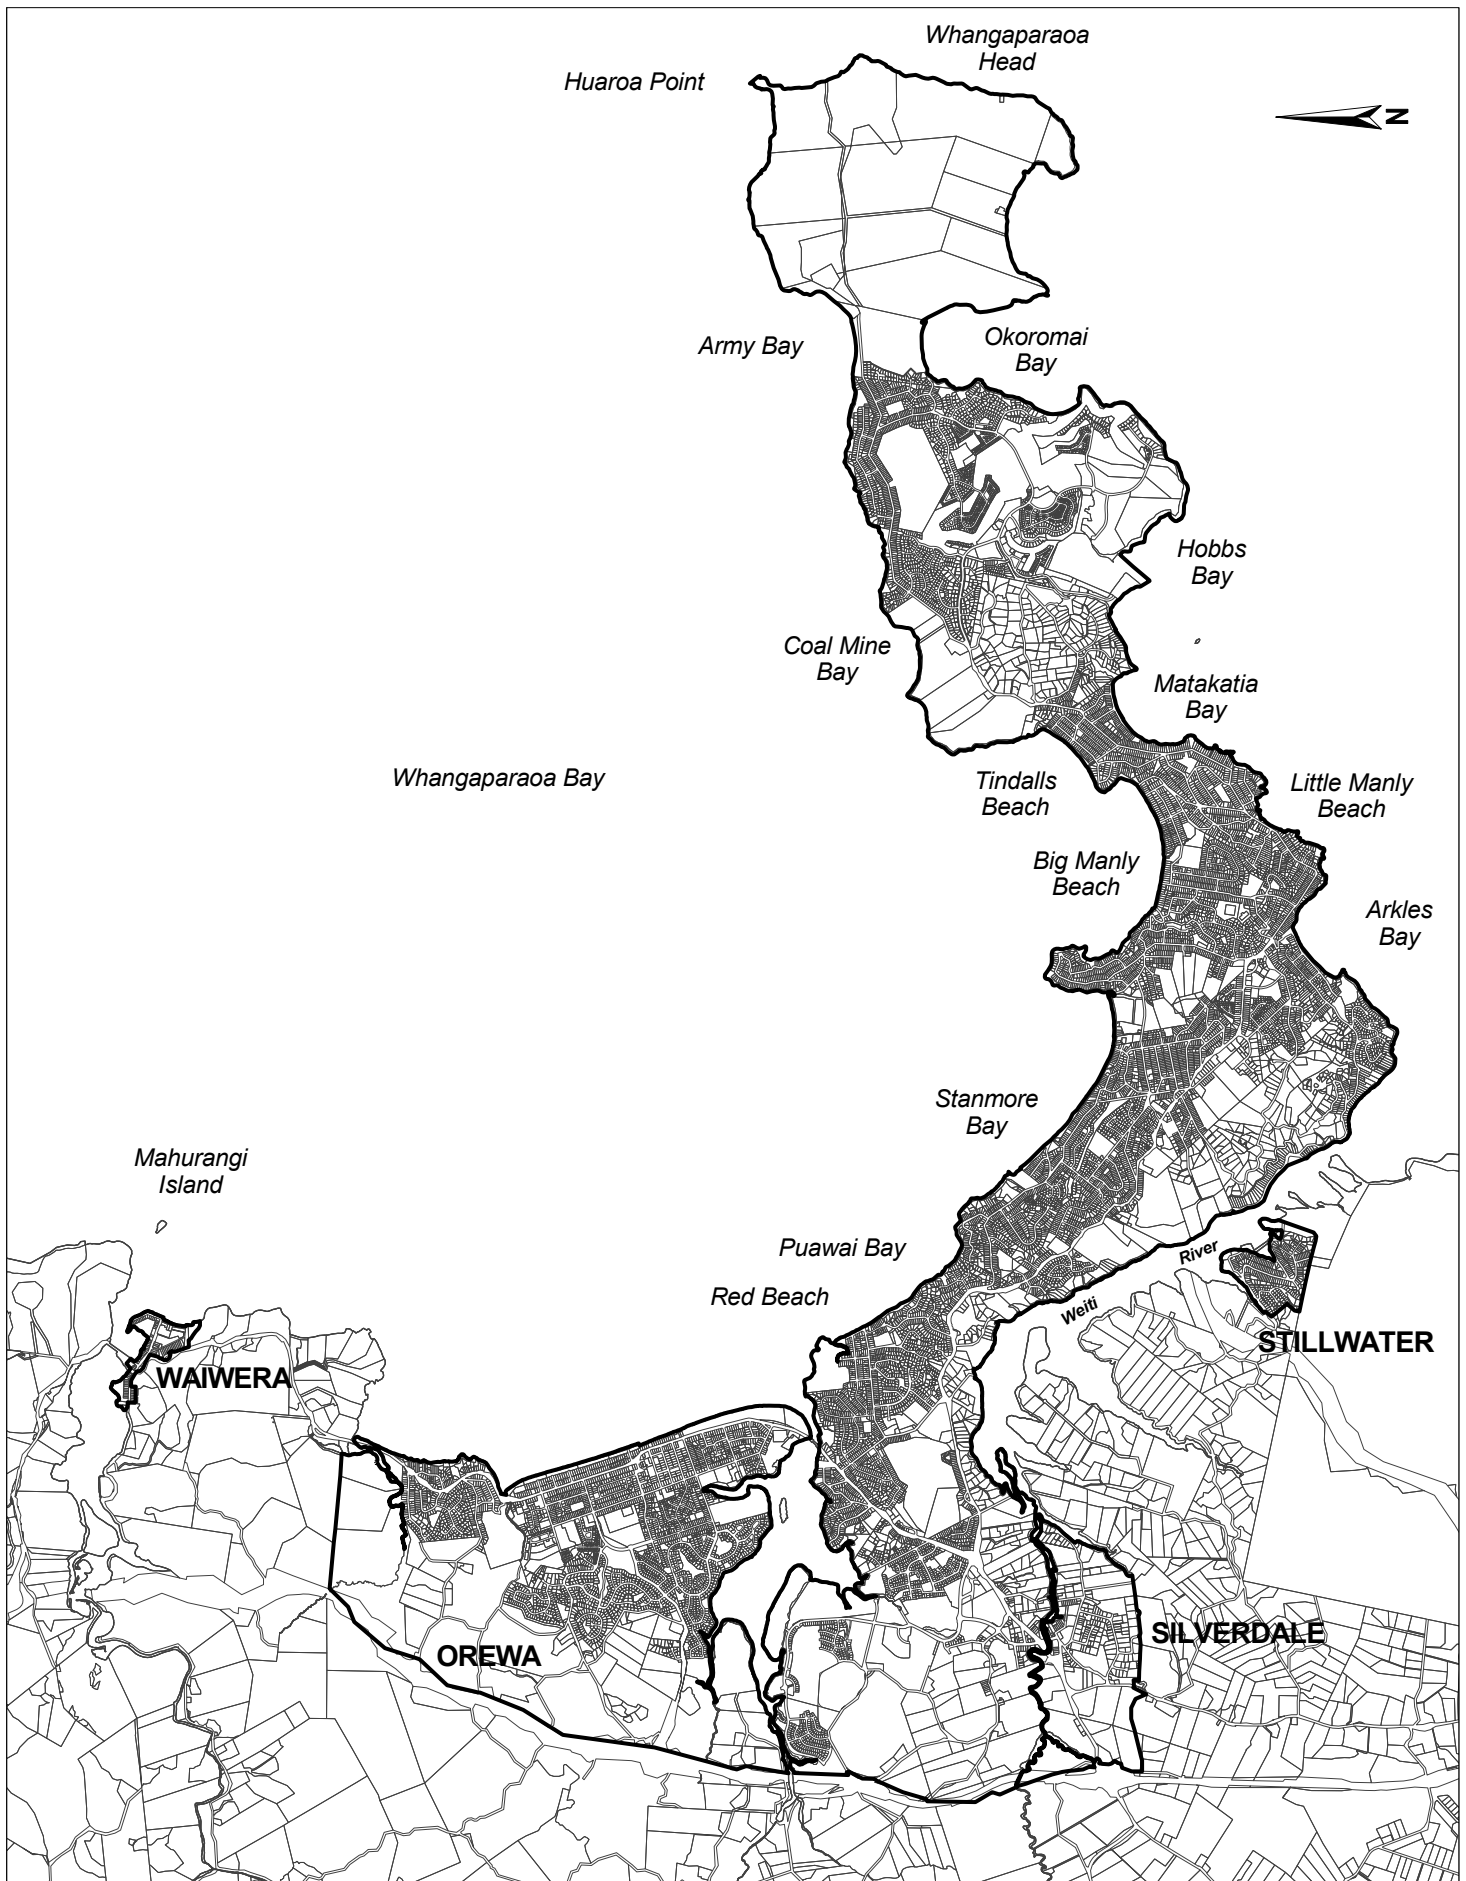 Whangaparaoa
Head
Huaroa Point
N
Army Bay
Okoromai
Bay
Hobbs
Bay
Coal Mine
Bay
Matakatia
Bay
Whangaparaoa Bay
Tindalls
Beach
Little Manly
Beach
Big Manly
Beach
Arkles
Bay
Stanmore
Bay
Mahurangi
Island
Puawai Bay
River
Red Beach
Weiti
STILLWATER
WAIWERA
SILVERDALE
OREWA